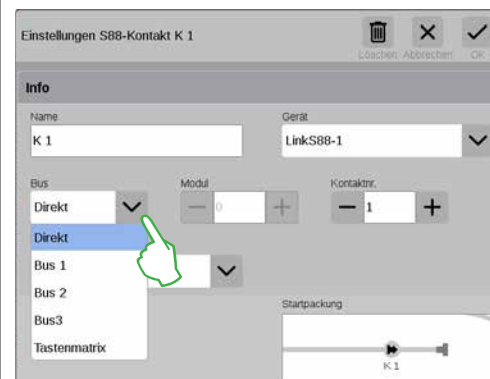 Einstellungen S88-Kontakt K 1
Löschen Abbrechen OK
Info
Name Gerät
K 1 LinkS88-1
Bus Modul Kontaktnr.
Direkt 0 1
Direkt
Bus 1
Bus 2
Bus3
Tastenmatrix
Startpackung
K 1